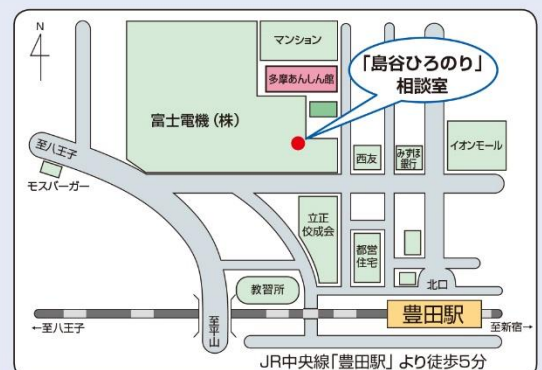 N
マンション
「島谷ひろのり」
相談室
多摩あんしん館
富士電機(株)
至八王子
モスバーガー
西友
みずほ
銀行
イオンモール
立正
佼成会
都営
住宅
教習所
北口
至平山
豊田駅
←至八王子
至新宿→
JR中央線「豊田駅」より徒歩5分